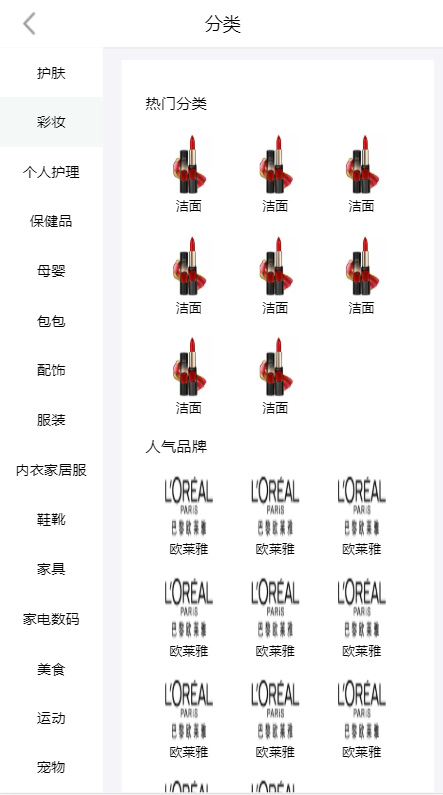 分类
护肤
彩妆
个人护理
保健品
母婴
包包
配饰
服装
内衣家居服
鞋靴
家具
家电数码
美食
运动
宠物
热门分类
洁面 洁面 洁面
洁面 洁面 洁面
洁面 洁面
人气品牌
L'ORÉAL L'ORÉAL L'ORÉAL
PARIS PARIS PARIS
巴黎欧莱雅 巴黎欧莱雅 巴黎欧莱雅
欧莱雅 欧莱雅 欧莱雅
L'ORÉAL L'ORÉAL L'ORÉAL
PARIS PARIS PARIS
巴黎欧莱雅 巴黎欧莱雅 巴黎欧莱雅
欧莱雅 欧莱雅 欧莱雅
L'ORÉAL L'ORÉAL L'ORÉAL
PARIS PARIS PARIS
巴黎欧莱雅 巴黎欧莱雅 巴黎欧莱雅
欧莱雅 欧莱雅 欧莱雅